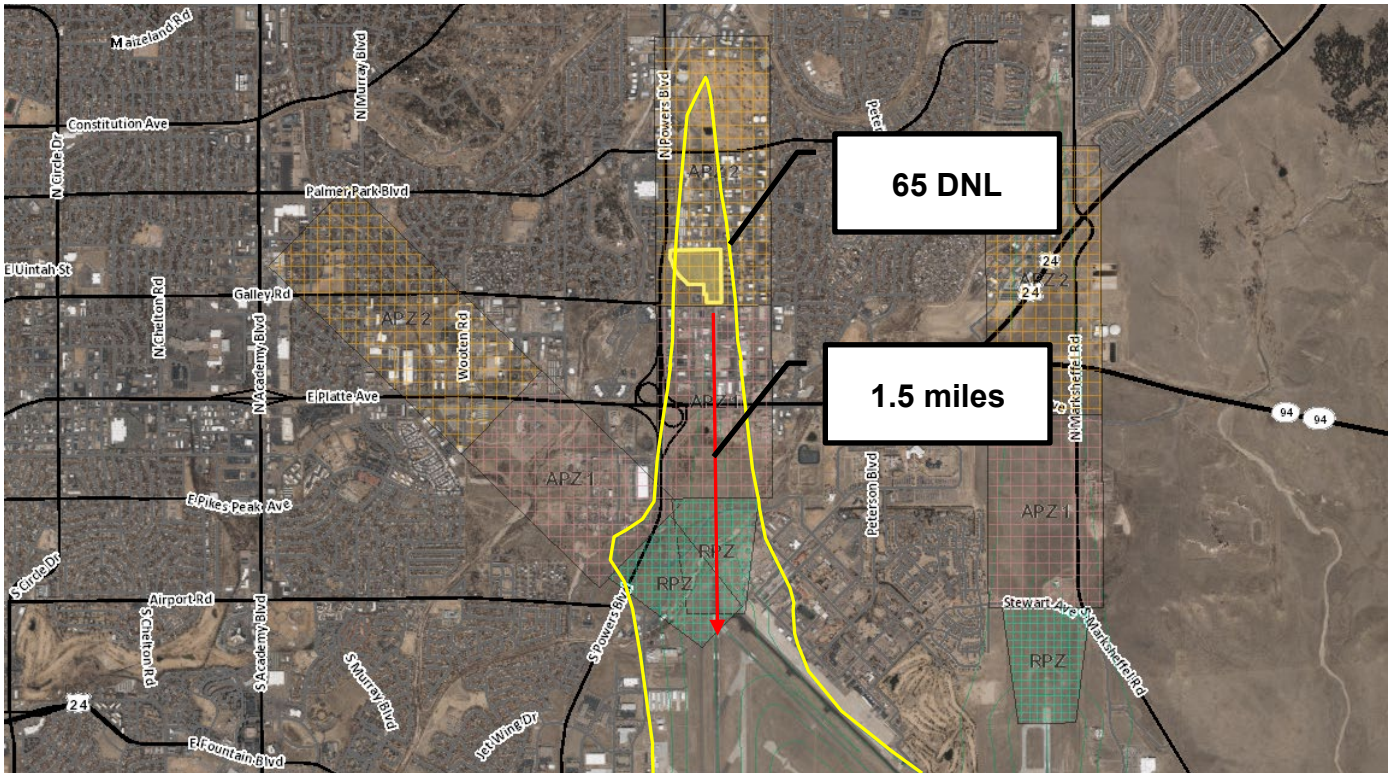 Maizeland Rd
N Murray Blvd
N Powers Blvd
Constitution Ave
N Circle Dr
Palmer Park Blvd
APZ 2
65 DNL
E Uintah St
Galley Rd
24
24
APZ 2
N Chelton Rd
N Academy Blvd
APZ 2
Wooten Rd
E Platte Ave
APZ 1
1.5 miles
N Marksheffel Rd
94
94
APZ 1
E Pikes Peak Ave
Peterson Blvd
APZ 1
RPZ
RPZ
S Circle Dr
Airport Rd
S Chelton Rd
S Academy Blvd
S Murray Blvd
S Powers Blvd
Stewart Ave
S Marksheffel Rd
RPZ
24
E Fountain Blvd
Jet Wing Dr